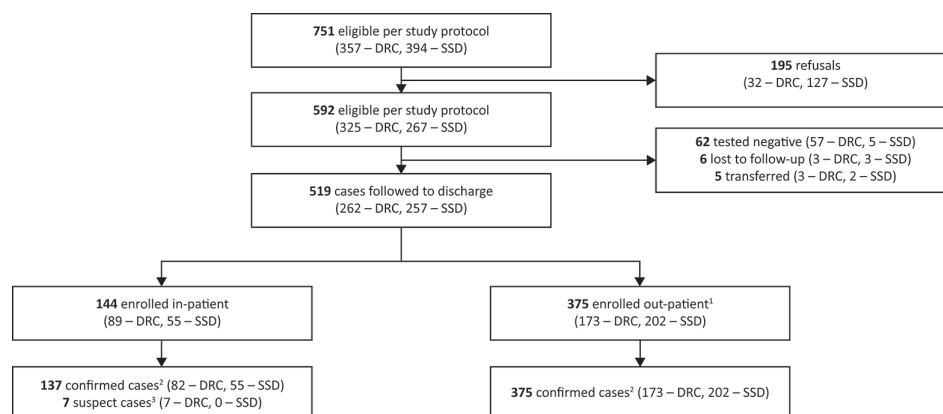 751 eligible per study protocol
(357 – DRC, 394 – SSD)
195 refusals
(32 – DRC, 127 – SSD)
592 eligible per study protocol
(325 – DRC, 267 – SSD)
62 tested negative (57 – DRC, 5 – SSD)
6 lost to follow-up (3 – DRC, 3 – SSD)
5 transferred (3 – DRC, 2 – SSD)
519 cases followed to discharge
(262 – DRC, 257 – SSD)
144 enrolled in-patient
(89 – DRC, 55 – SSD)
375 enrolled out-patient¹
(173 – DRC, 202 – SSD)
137 confirmed cases² (82 – DRC, 55 – SSD)
7 suspect cases³ (7 – DRC, 0 – SSD)
375 confirmed cases² (173 – DRC, 202 – SSD)